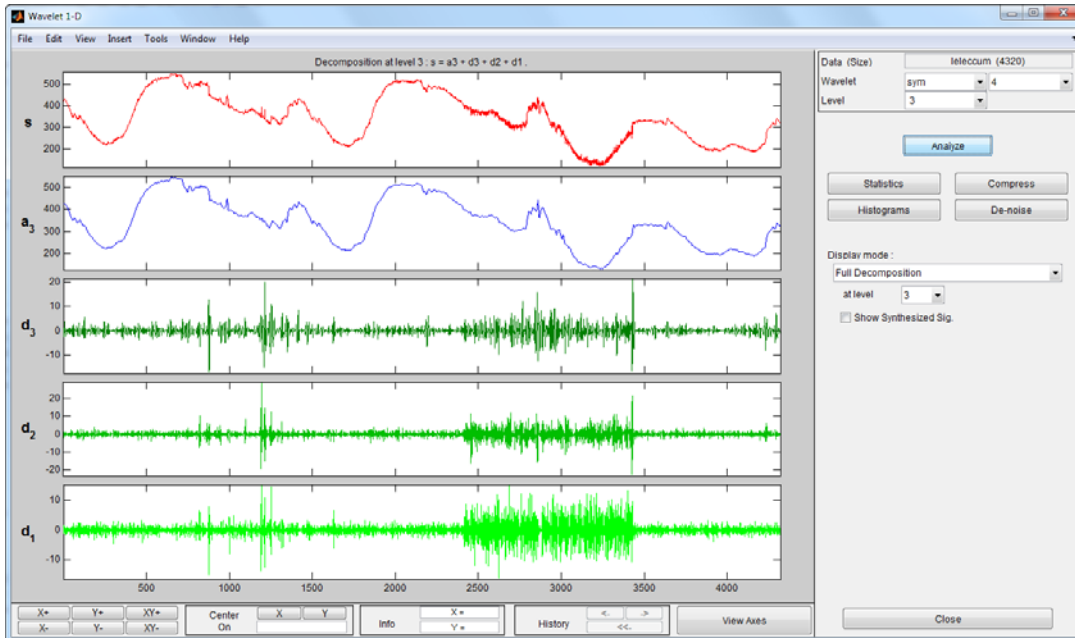 Wavelet 1-D
File Edit View Insert Tools Window Help
Decomposition at level 3 : s = a3 + d3 + d2 + d1 .
s
500
400
300
200
a3
500
400
300
200
d3
20
10
0
-10
d2
20
10
0
-10
-20
d1
10
0
-10
500 1000 1500 2000 2500 3000 3500 4000
Data (Size) leleccum (4320)
Wavelet sym 4
Level 3
Analyze
Statistics Compress
Histograms De-noise
Display mode :
Full Decomposition
at level 3
Show Synthesized Sig.
X+ Y+ XY+
X- Y- XY-
Center On X Y
Info X = Y =
History <- -> <<-
View Axes
Close